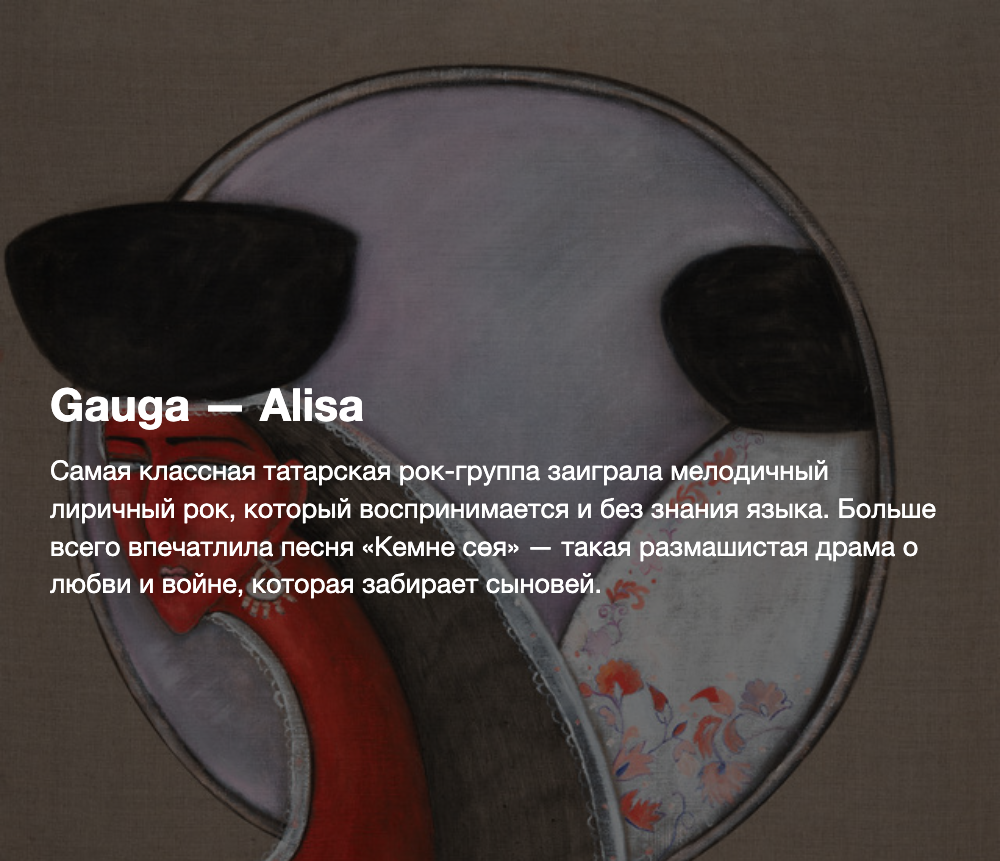 Gauga — Alisa
Самая классная татарская рок-группа заиграла мелодичный
лиричный рок, который воспринимается и без знания языка. Больше
всего впечатлила песня «Кемне сөя» — такая размашистая драма о
любви и войне, которая забирает сыновей.